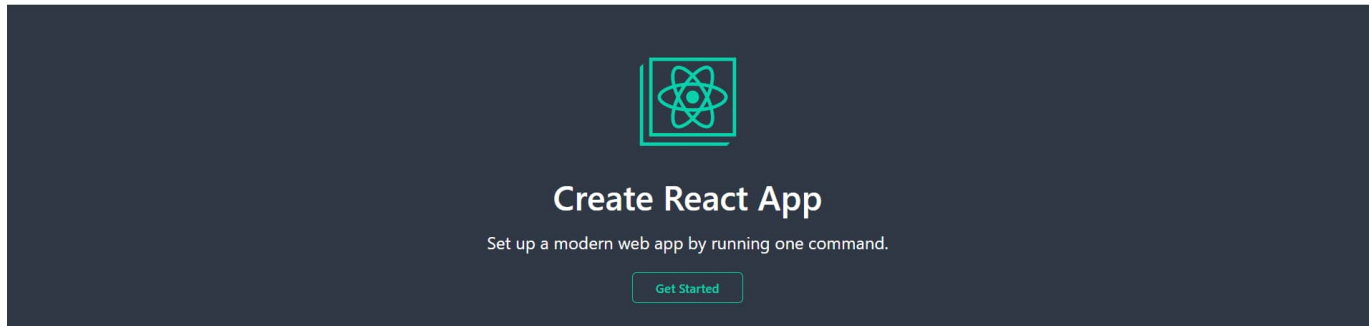 Create React App
Set up a modern web app by running one command.
Get Started